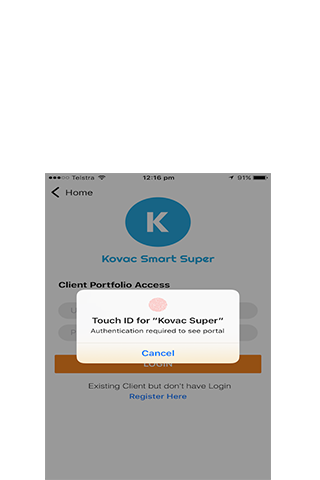 Telstra 12:16 pm 91%
Home
K
Kovac Smart Super
Client Portfolio Access
U
Touch ID for “Kovac Super”
Authentication required to see portal
P
Cancel
LOGIN
Existing Client but don't have Login
Register Here